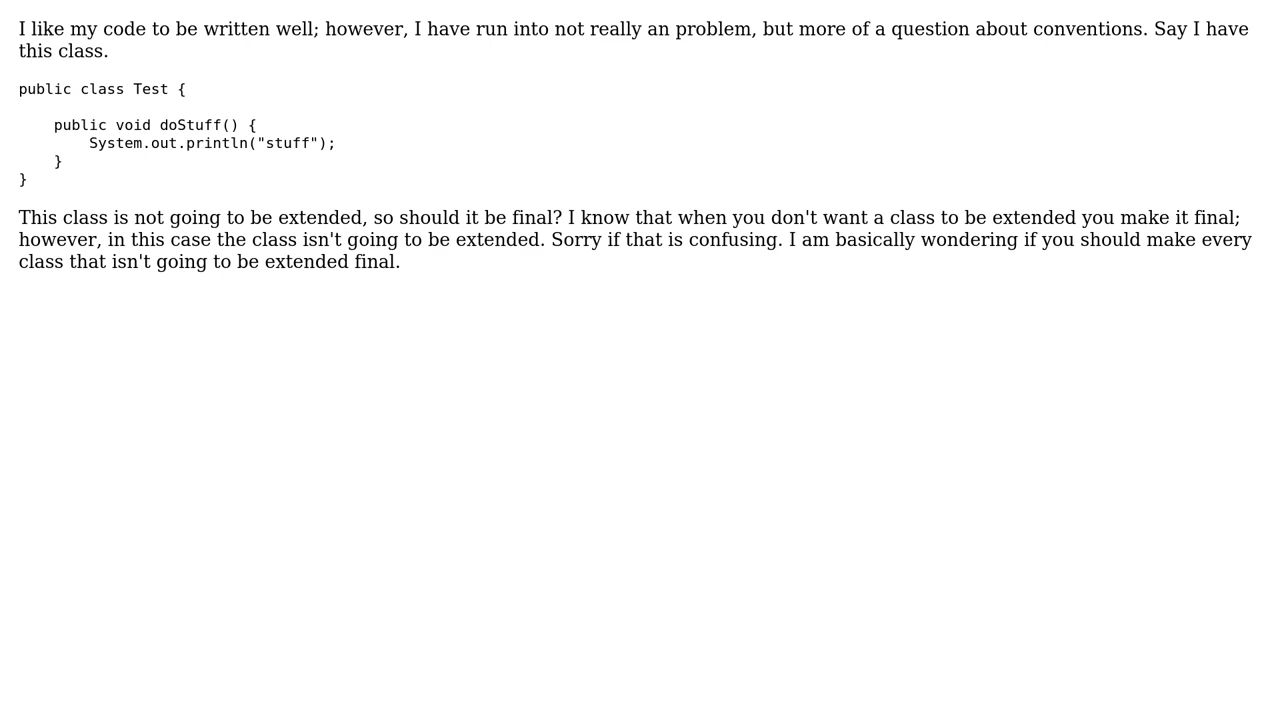 I like my code to be written well; however, I have run into not really an problem, but more of a question about conventions. Say I have
this class.
public class Test {
    public void doStuff() {
        System.out.println("stuff");
    }
}
This class is not going to be extended, so should it be final? I know that when you don't want a class to be extended you make it final;
however, in this case the class isn't going to be extended. Sorry if that is confusing. I am basically wondering if you should make every
class that isn't going to be extended final.